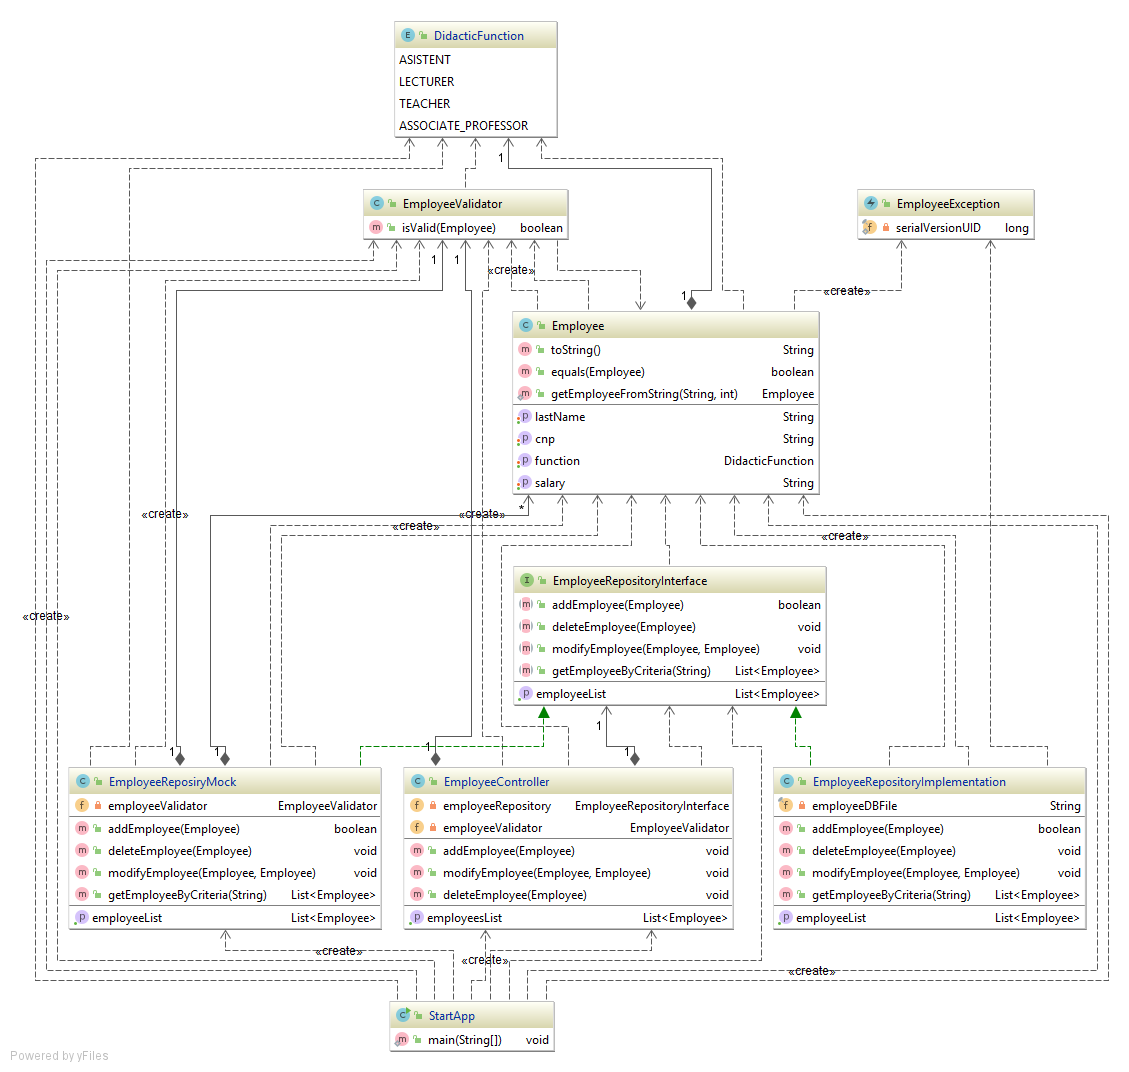 DidacticFunction
ASISTENT
LECTURER
TEACHER
ASSOCIATE_PROFESSOR
1
EmployeeValidator
isValid(Employee) boolean
EmployeeException
serialVersionUID long
1
1
«create»
1
«create»
Employee
toString() String
equals(Employee) boolean
getEmployeeFromString(String, int) Employee
lastName String
cnp String
function DidacticFunction
salary String
*
«create»
«create»
«create»
«create»
EmployeeRepositoryInterface
addEmployee(Employee) boolean
deleteEmployee(Employee) void
modifyEmployee(Employee, Employee) void
getEmployeeByCriteria(String) List<Employee>
employeeList List<Employee>
«create»
1
1
1
1
1
EmployeeReposiryMock
employeeValidator EmployeeValidator
addEmployee(Employee) boolean
deleteEmployee(Employee) void
modifyEmployee(Employee, Employee) void
getEmployeeByCriteria(String) List<Employee>
employeeList List<Employee>
EmployeeController
employeeRepository EmployeeRepositoryInterface
employeeValidator EmployeeValidator
addEmployee(Employee) void
modifyEmployee(Employee, Employee) void
deleteEmployee(Employee) void
employeesList List<Employee>
EmployeeRepositoryImplementation
employeeDBFile String
addEmployee(Employee) boolean
deleteEmployee(Employee) void
modifyEmployee(Employee, Employee) void
getEmployeeByCriteria(String) List<Employee>
employeeList List<Employee>
«create»
«create»
«create»
StartApp
main(String[]) void
Powered by yFiles